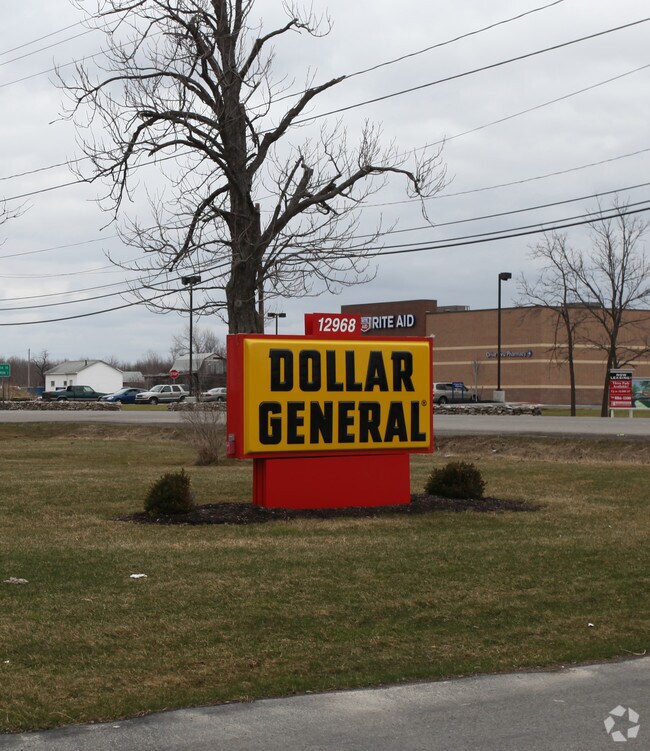 12968
RITE AID
DOLLAR
GENERAL®